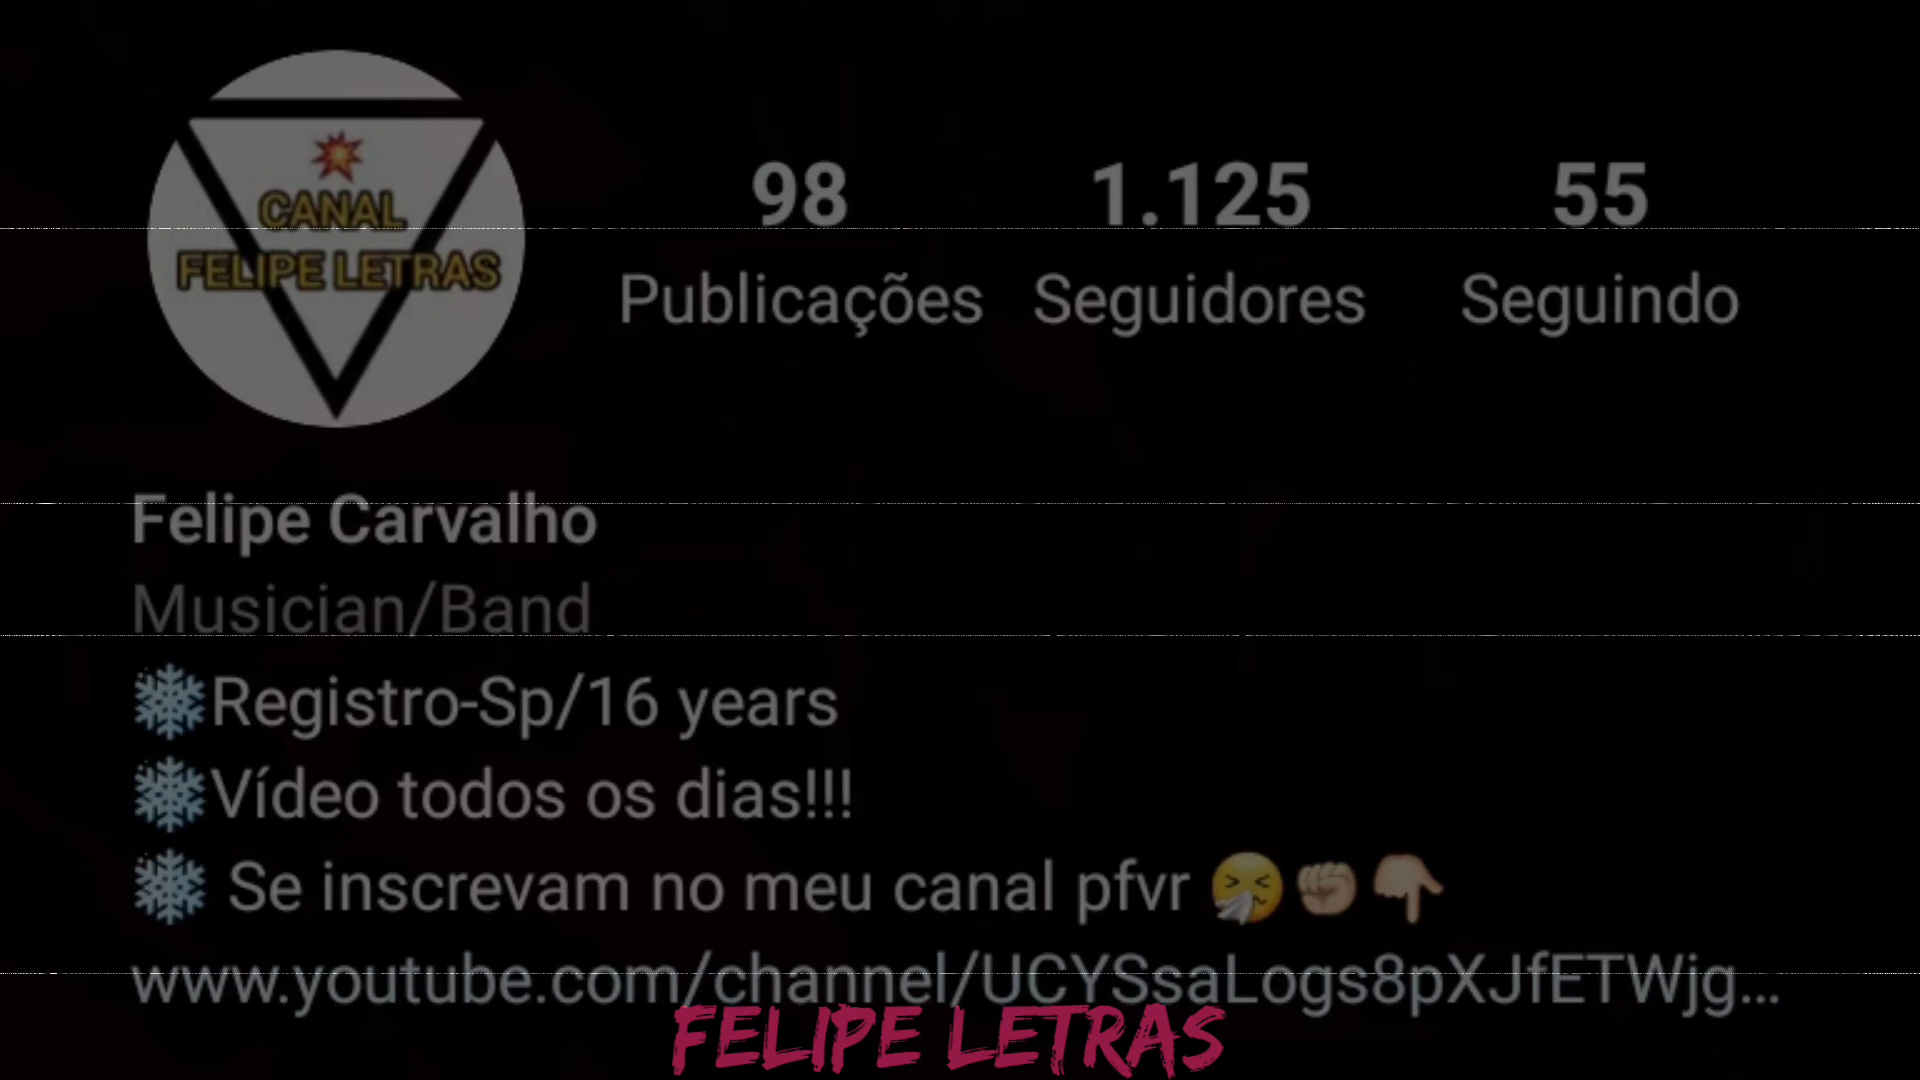 CANAL
FELIPE LETRAS
98 1.125 55
Publicações Seguidores Seguindo
Felipe Carvalho
Musician/Band
❄️Registro-Sp/16 years
❄️Vídeo todos os dias!!!
❄️ Se inscrevam no meu canal pfvr 🤧✊🏼👇🏼
www.youtube.com/channel/UCYSsaLogs8pXJfETWjg...
FELIPE LETRAS